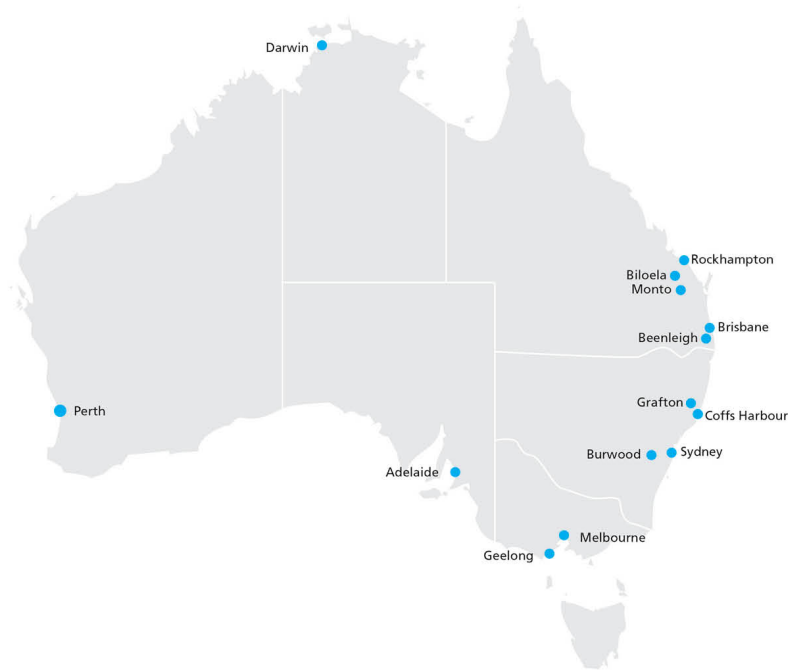 Darwin
Rockhampton
Biloela
Monto
Brisbane
Beenleigh
Grafton
Perth
Coffs Harbour
Sydney
Burwood
Adelaide
Melbourne
Geelong